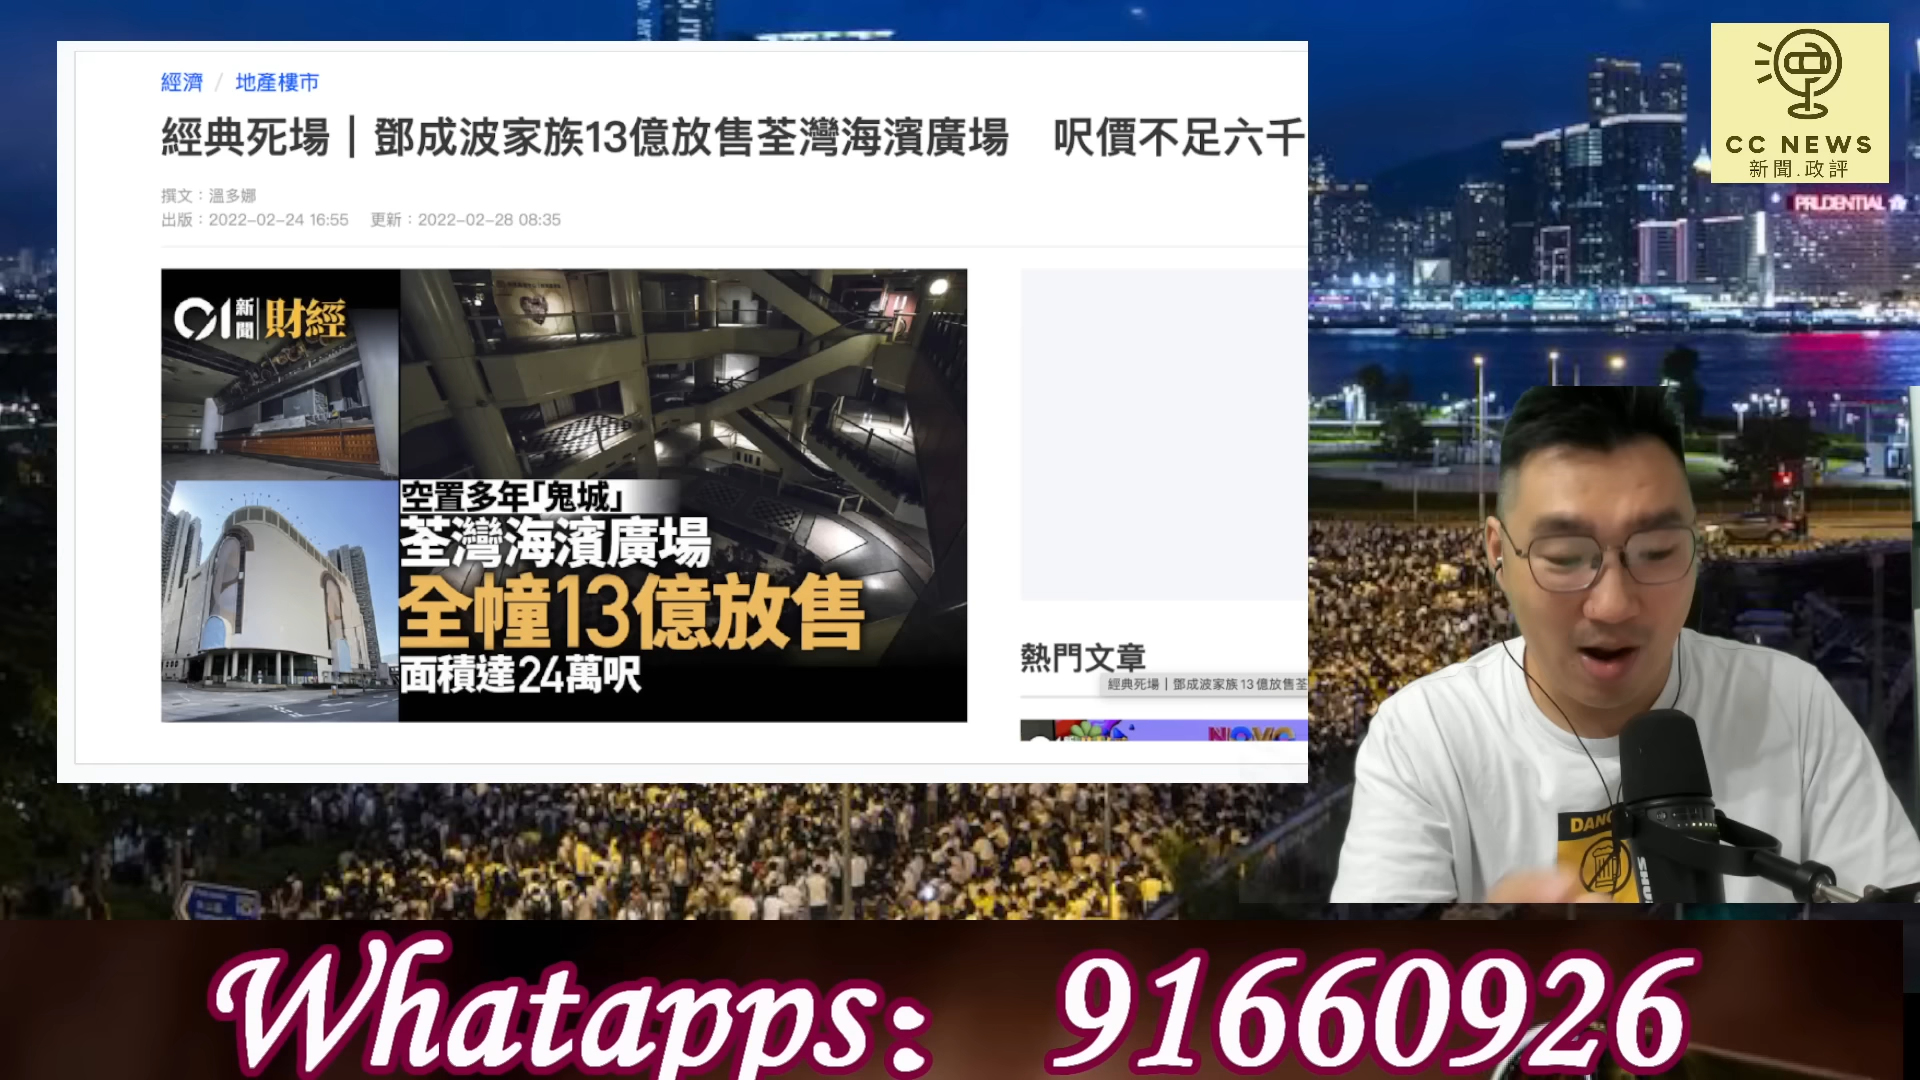 經濟 / 地產樓市
經典死場｜鄧成波家族13億放售荃灣海濱廣場　呎價不足六千
撰文：溫多娜
出版：2022-02-24 16:55 更新：2022-02-28 08:35
01新聞 財經
空置多年「鬼城」
荃灣海濱廣場
全幢13億放售
面積達24萬呎
熱門文章
經典死場｜鄧成波家族13億放售荃
CC NEWS
新聞.政評
PRUDENTIAL
DANG
SHU
Whatapps: 91660926